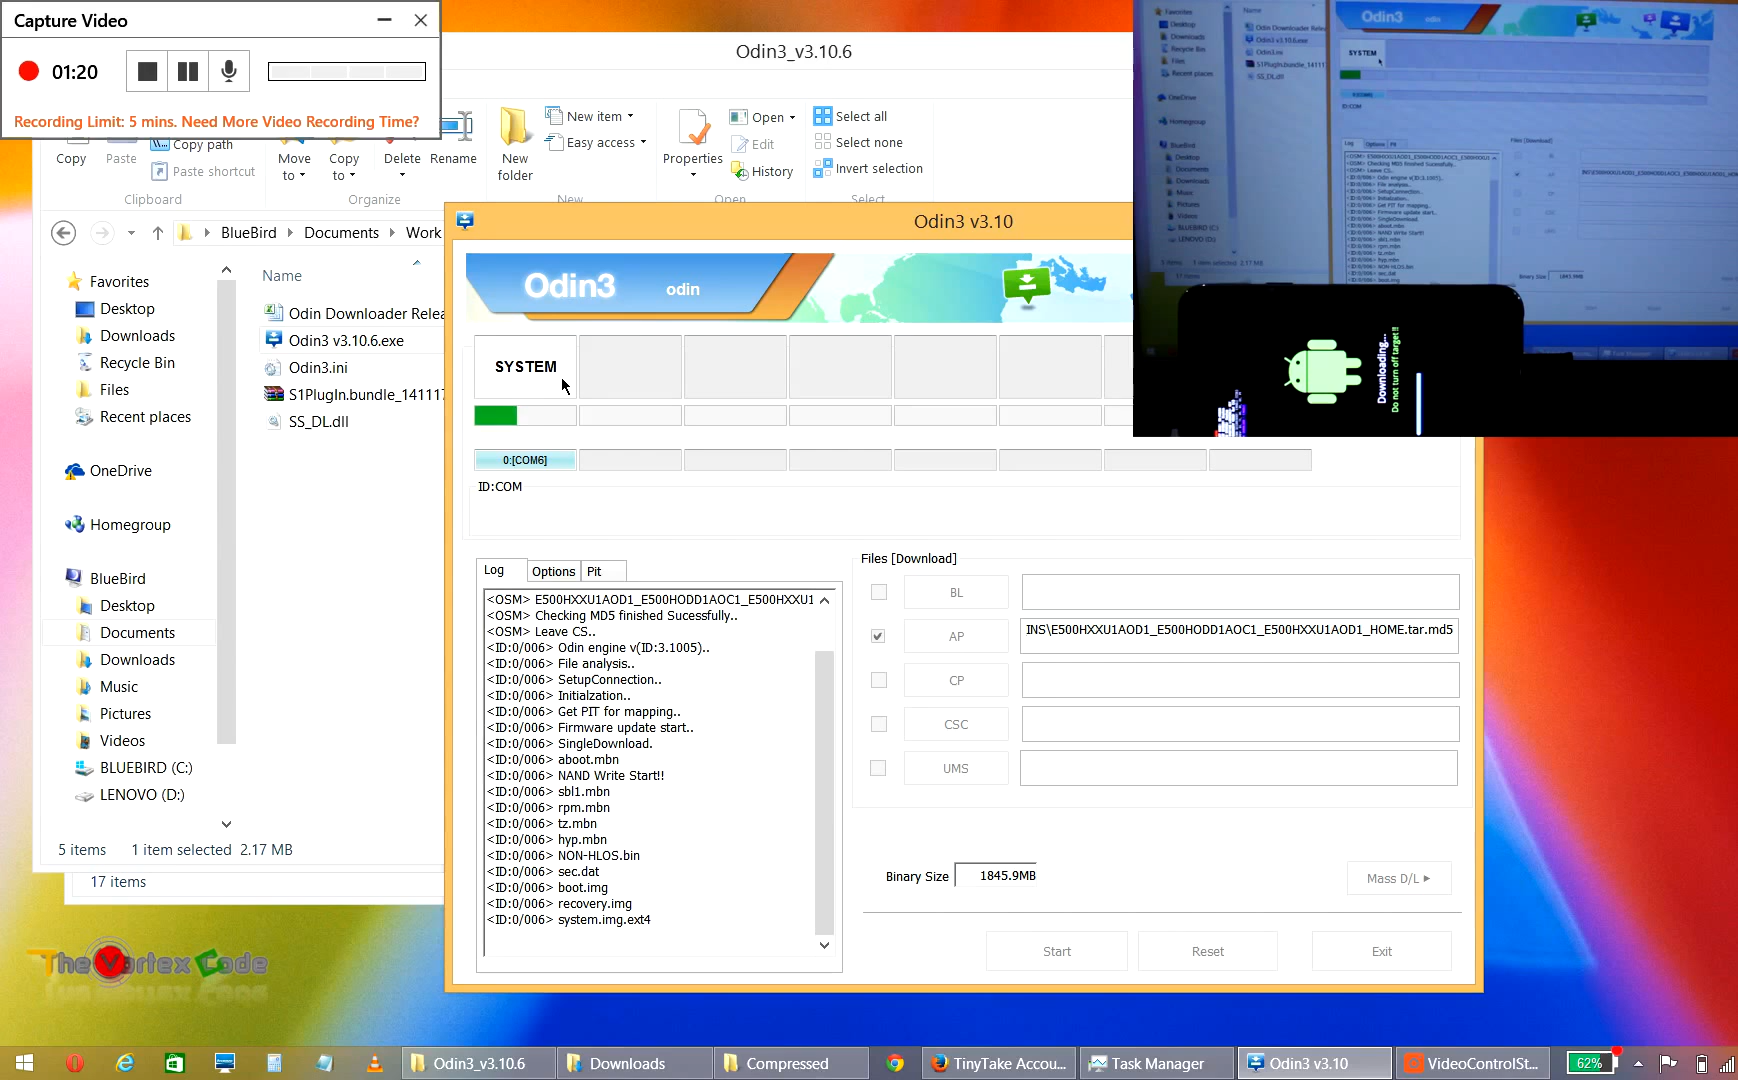 Capture Video
01:20
Recording Limit: 5 mins. Need More Video Recording Time?
Odin3_v3.10.6
Copy
Paste
Copy path
Paste shortcut
Clipboard
Move to
Copy to
Delete
Rename
Organize
New folder
New item
Easy access
New
Properties
Open
Edit
History
Open
Select all
Select none
Invert selection
Select
BlueBird
Documents
Work
Favorites
Desktop
Downloads
Recycle Bin
Files
Recent places
OneDrive
Homegroup
BlueBird
Desktop
Documents
Downloads
Music
Pictures
Videos
BLUEBIRD (C:)
LENOVO (D:)
Name
Odin Downloader Relea
Odin3 v3.10.6.exe
Odin3.ini
S1PlugIn.bundle_14111
SS_DL.dll
5 items
1 item selected 2.17 MB
17 items
The Vortex Code
Odin3 v3.10
Odin3
odin
SYSTEM
0:[COM6]
ID:COM
Log
Options
Pit
<OSM> E500HXXU1AOD1_E500HODD1AOC1_E500HXXU1
<OSM> Checking MD5 finished Sucessfully..
<OSM> Leave CS..
<ID:0/006> Odin engine v(ID:3.1005)..
<ID:0/006> File analysis..
<ID:0/006> SetupConnection..
<ID:0/006> Initialzation..
<ID:0/006> Get PIT for mapping..
<ID:0/006> Firmware update start..
<ID:0/006> SingleDownload.
<ID:0/006> aboot.mbn
<ID:0/006> NAND Write Start!!
<ID:0/006> sbl1.mbn
<ID:0/006> rpm.mbn
<ID:0/006> tz.mbn
<ID:0/006> hyp.mbn
<ID:0/006> NON-HLOS.bin
<ID:0/006> sec.dat
<ID:0/006> boot.img
<ID:0/006> recovery.img
<ID:0/006> system.img.ext4
Files [Download]
BL
AP
INS\E500HXXU1AOD1_E500HODD1AOC1_E500HXXU1AOD1_HOME.tar.md5
CP
CSC
UMS
Binary Size
1845.9MB
Mass D/L
Start
Reset
Exit
Odin3
SYSTEM
Downloading...
Do not turn off target !!
Odin3_v3.10.6
Downloads
Compressed
TinyTake Accou...
Task Manager
Odin3 v3.10
VideoControlSt...
62%